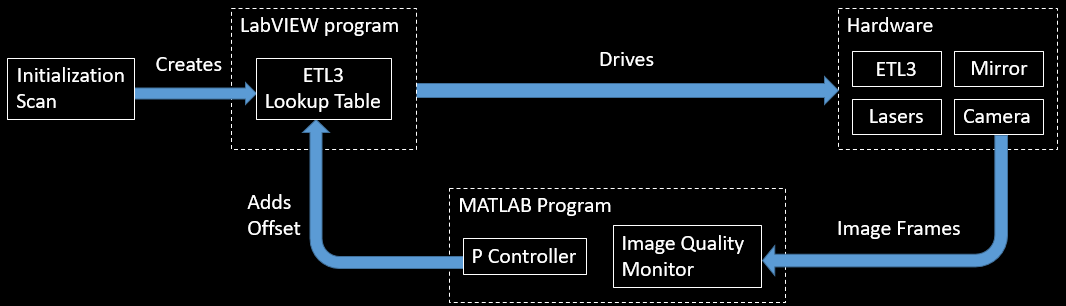 LabVIEW program
Hardware
Initialization
Scan
Creates
ETL3
Lookup Table
Drives
ETL3
Mirror
Lasers
Camera
Adds
Offset
MATLAB Program
P Controller
Image Quality
Monitor
Image Frames